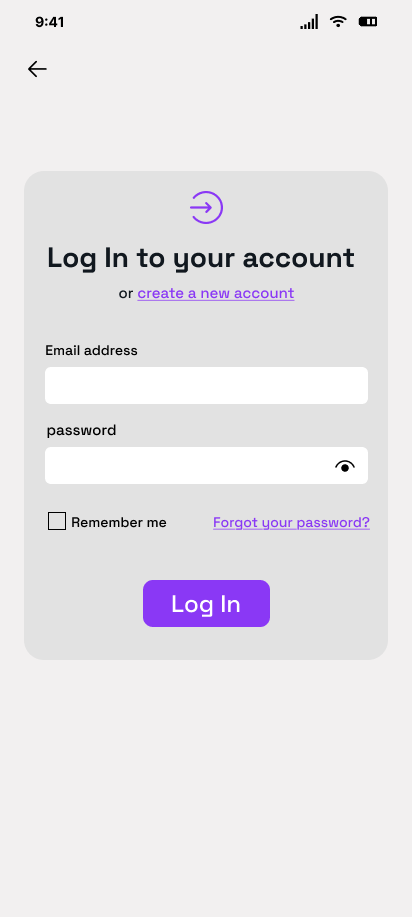 9:41
Log In to your account
or create a new account
Email address
password
Remember me Forgot your password?
Log In